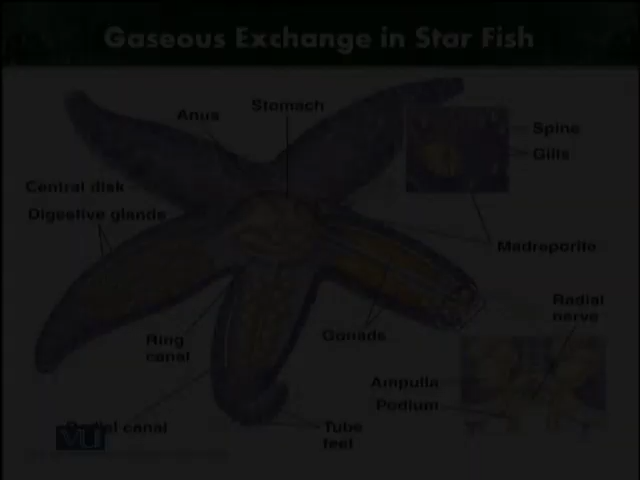 Gaseous Exchange in Star Fish
Anus
Stomach
Spine
Gills
Central disk
Digestive glands
Madreporite
Radial
nerve
Ring
canal
Gonads
Ampulla
Podium
Radial canal
Tube
feet
VU